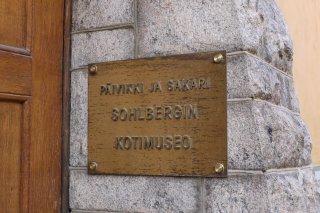 PÄIVIKKI JA SAKARI
SOHLBERGIN
KOTIMUSEO